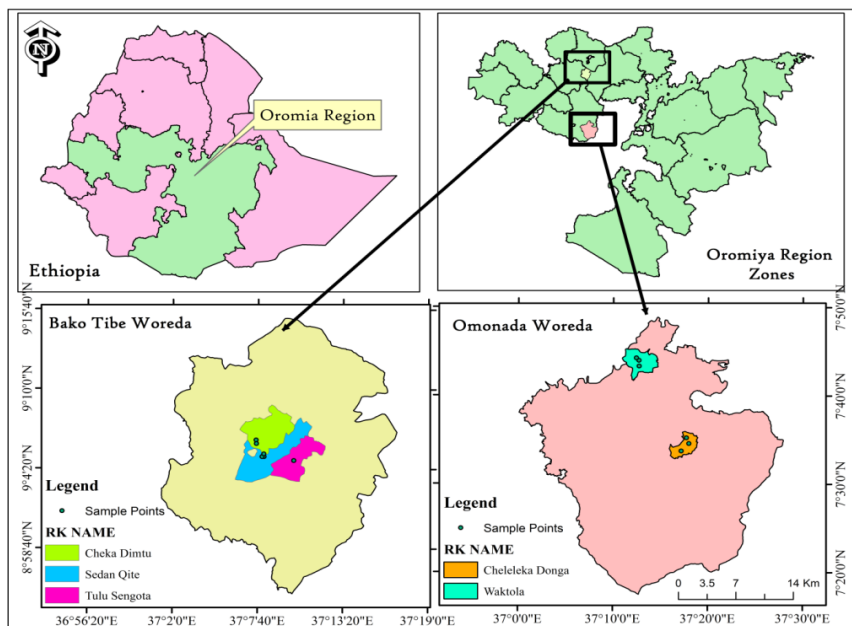 N
Oromia Region
Ethiopia
Oromiya Region
Zones
Bako Tibe Woreda
9°15'40"N
9°10'0"N
9°4'20"N
8°58'40"N
Legend
Sample Points
RK NAME
Cheka Dimtu
Sedan Qite
Tulu Sengota
36°56'20"E
37°2'0"E
37°7'40"E
37°13'20"E
37°19'0"E
Omonada Woreda
7°50'0"N
7°40'0"N
7°30'0"N
7°20'0"N
Legend
Sample Points
RK NAME
Cheleleka Donga
Waktola
0 3.5 7 14 Km
37°0'0"E
37°10'0"E
37°20'0"E
37°30'0"E